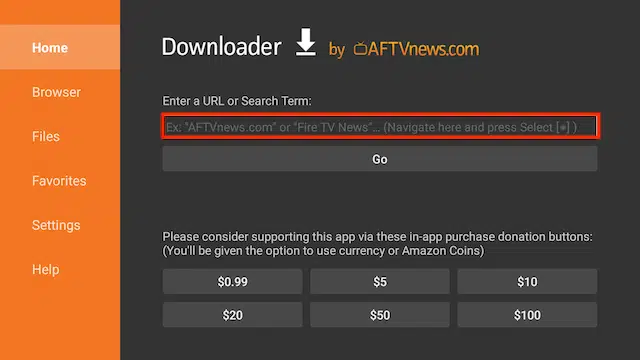 Home
Browser
Files
Favorites
Settings
Help
Downloader by AFTVnews.com
Enter a URL or Search Term:
Ex: "AFTVnews.com" or "Fire TV News"... (Navigate here and press Select [●] )
Go
Please consider supporting this app via these in-app purchase donation buttons:
(You'll be given the option to use currency or Amazon Coins)
$0.99 $5 $10
$20 $50 $100